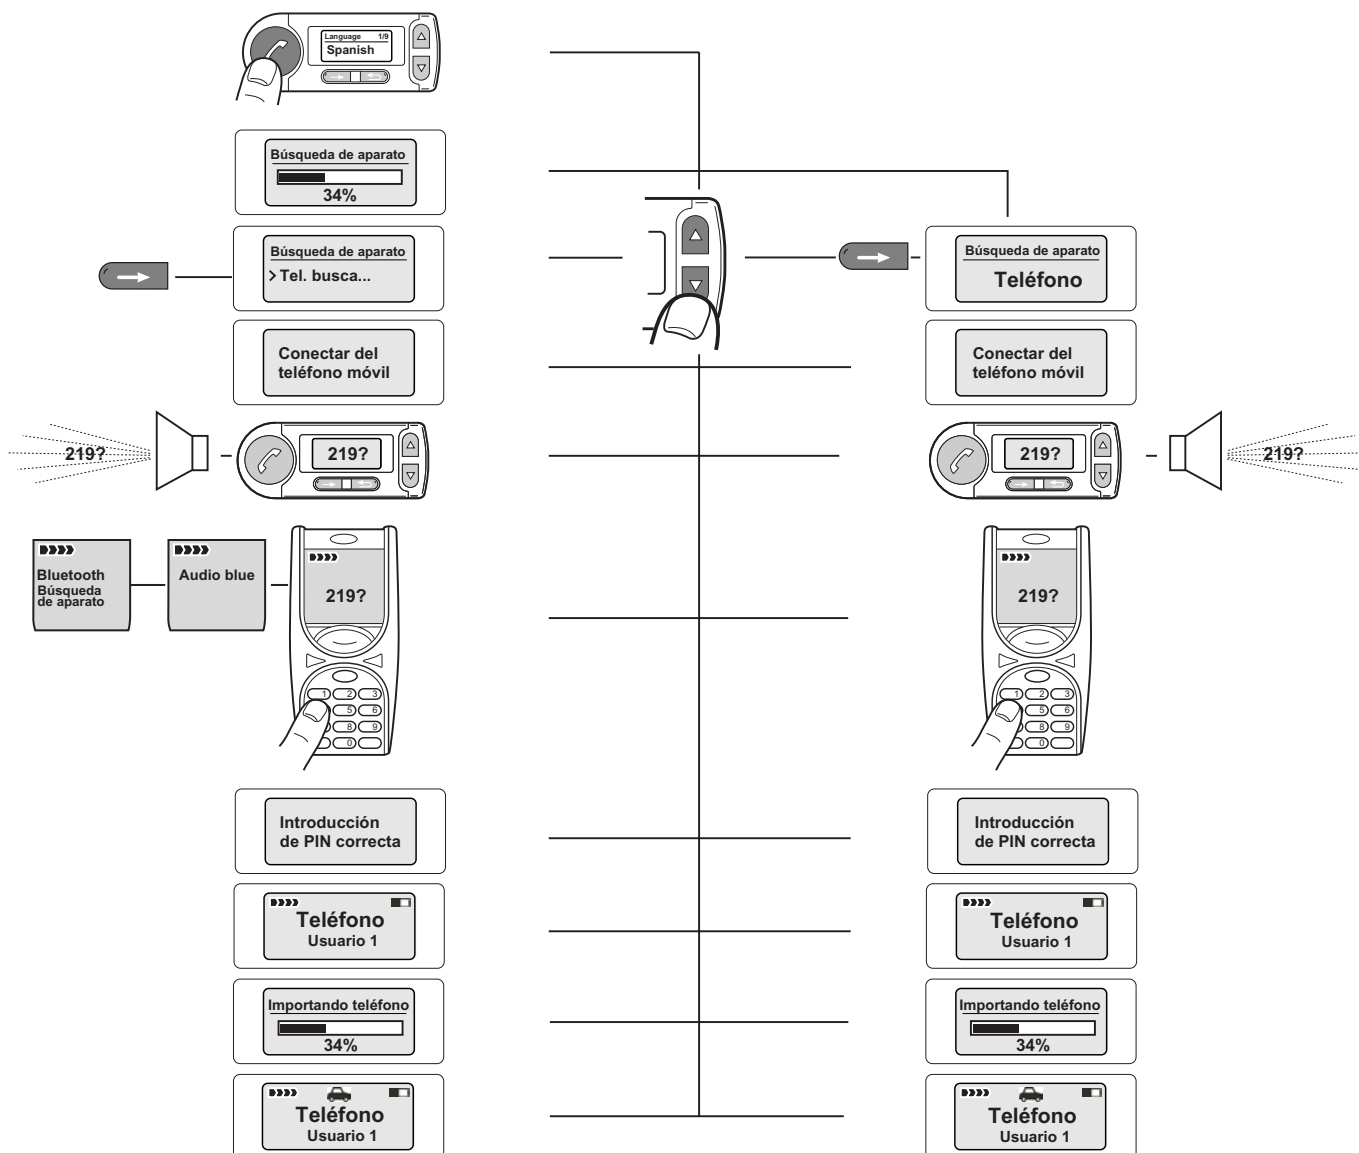 Language 1/9
Spanish
Búsqueda de aparato
34%
Búsqueda de aparato
> Tel. busca...
Búsqueda de aparato
Teléfono
Conectar del
teléfono móvil
Conectar del
teléfono móvil
219?
219?
219?
219?
Bluetooth
Búsqueda
de aparato
Audio blue
219?
1 2 3
5 6
8 9
0
219?
1 2 3
5 6
8 9
0
Introducción
de PIN correcta
Introducción
de PIN correcta
Teléfono
Usuario 1
Teléfono
Usuario 1
Importando teléfono
34%
Importando teléfono
34%
Teléfono
Usuario 1
Teléfono
Usuario 1